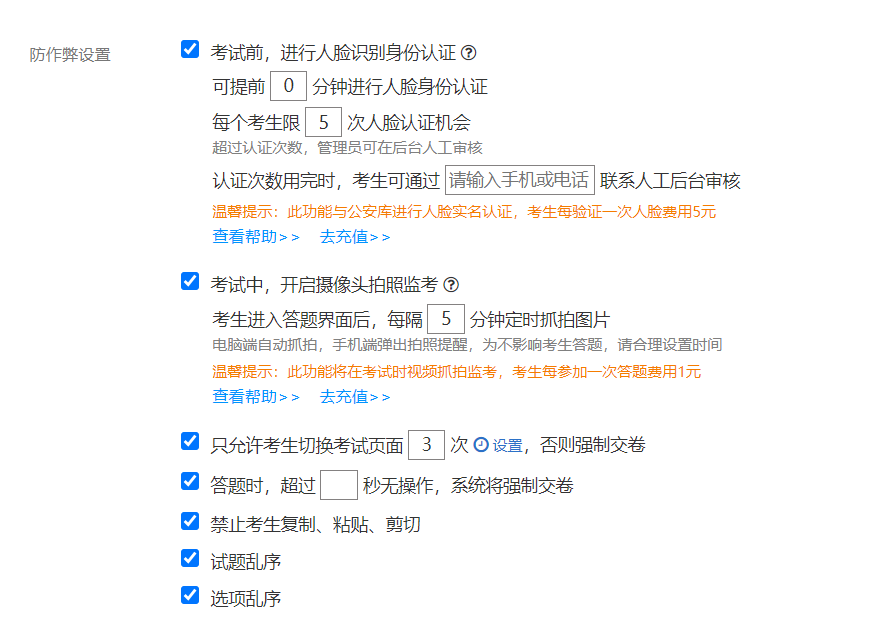 防作弊设置
考试前，进行人脸识别身份认证 ?
可提前 0 分钟进行人脸身份认证
每个考生限 5 次人脸认证机会
超过认证次数，管理员可在后台人工审核
认证次数用完时，考生可通过 请输入手机或电话 联系人工后台审核
温馨提示：此功能与公安库进行人脸实名认证，考生每验证一次人脸费用5元
查看帮助>> 去充值>>
考试中，开启摄像头拍照监考 ?
考生进入答题界面后，每隔 5 分钟定时抓拍图片
电脑端自动抓拍，手机端弹出拍照提醒，为不影响考生答题，请合理设置时间
温馨提示：此功能将在考试时视频抓拍监考，考生每参加一次答题费用1元
查看帮助>> 去充值>>
只允许考生切换考试页面 3 次 设置，否则强制交卷
答题时，超过 秒无操作，系统将强制交卷
禁止考生复制、粘贴、剪切
试题乱序
选项乱序